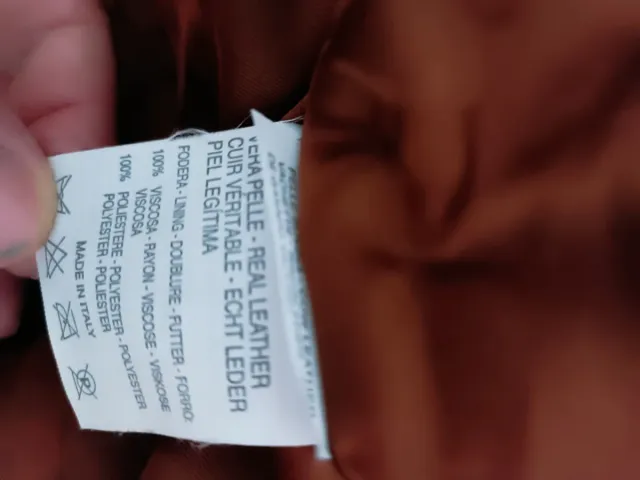 VERA PELLE - REAL LEATHER
CUIR VERITABLE - ECHT LEDER
PIEL LEGÍTIMA
FODERA - LINING - DOUBLURE - FUTTER - FORRO:
100% VISCOSA - RAYON - VISCOSE - VISKOSE
VISCOSA
100% POLIESTERE - POLYESTER - POLYESTER
POLYESTER - POLIESTER
MADE IN ITALY
R